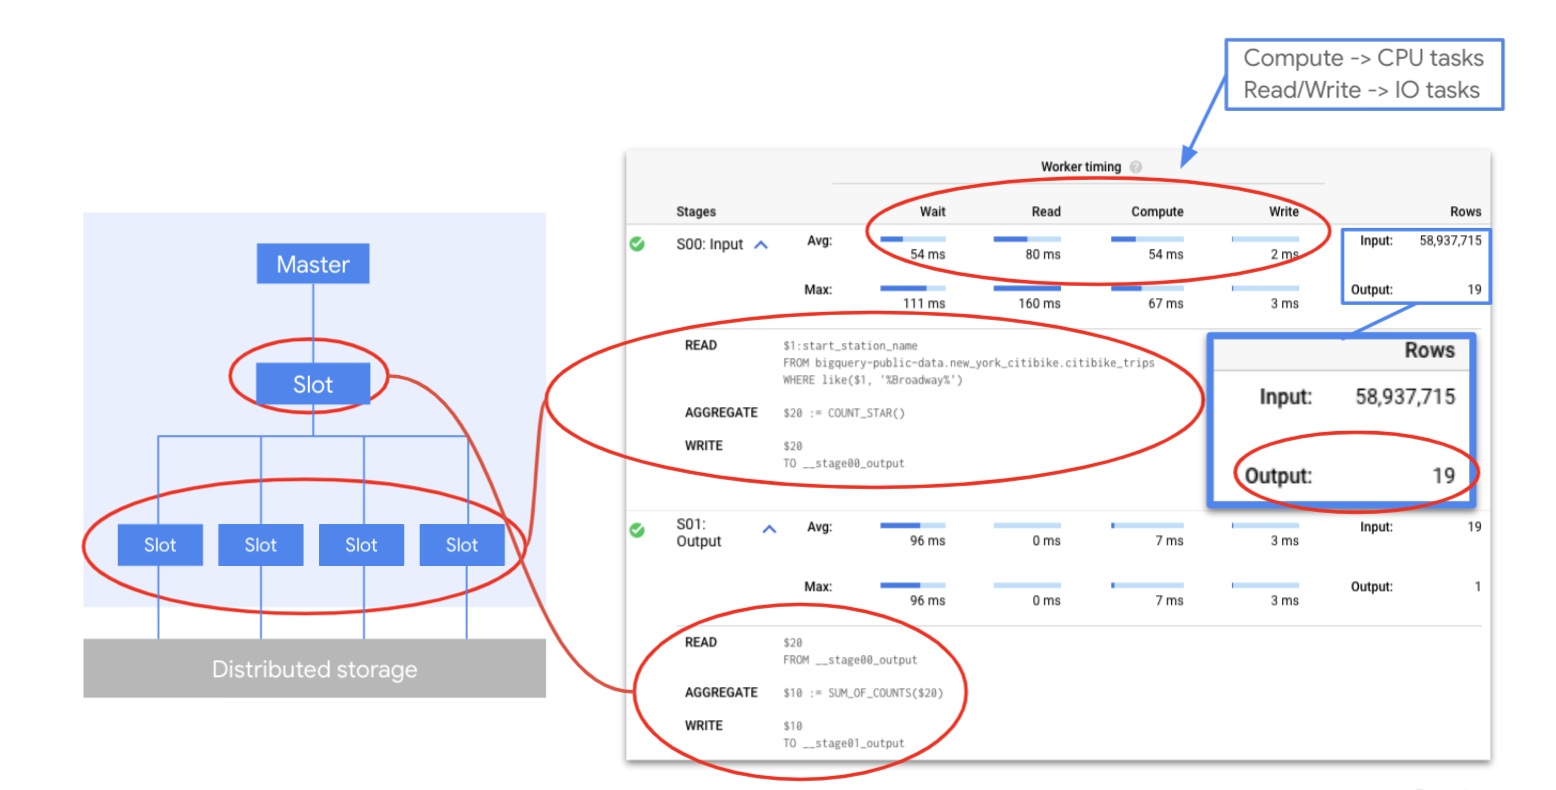 Compute -> CPU tasks
Read/Write -> IO tasks
Master
Slot
Slot Slot Slot Slot
Distributed storage
Worker timing ?
Stages Wait Read Compute Write Rows
S00: Input Avg: 54 ms 80 ms 54 ms 2 ms Input: 58,937,715
Max: 111 ms 160 ms 67 ms 3 ms Output: 19
READ $1:start_station_name
FROM bigquery-public-data.new_york_citibike.citibike_trips
WHERE like($1, '%Broadway%')
AGGREGATE $20 := COUNT_STAR()
WRITE $20
TO __stage00_output
Rows
Input: 58,937,715
Output: 19
S01:
Output Avg: 96 ms 0 ms 7 ms 3 ms Input: 19
Max: 96 ms 0 ms 7 ms 3 ms Output: 1
READ $20
FROM __stage00_output
AGGREGATE $10 := SUM_OF_COUNTS($20)
WRITE $10
TO __stage01_output